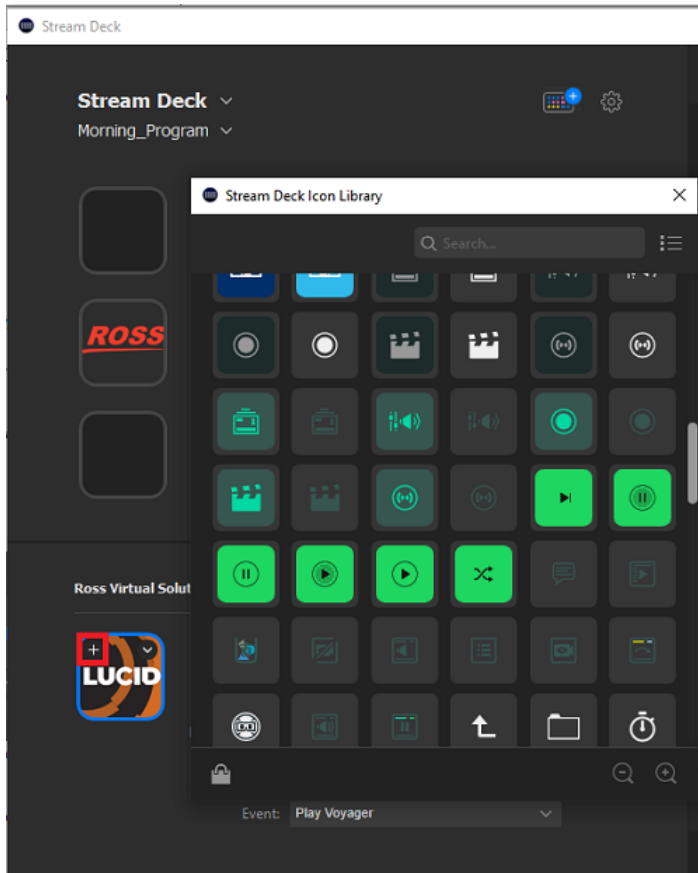 Stream Deck
Stream Deck
Morning_Program
Stream Deck Icon Library
Search...
ROSS
Ross Virtual Solut
LUCID
Event: Play Voyager